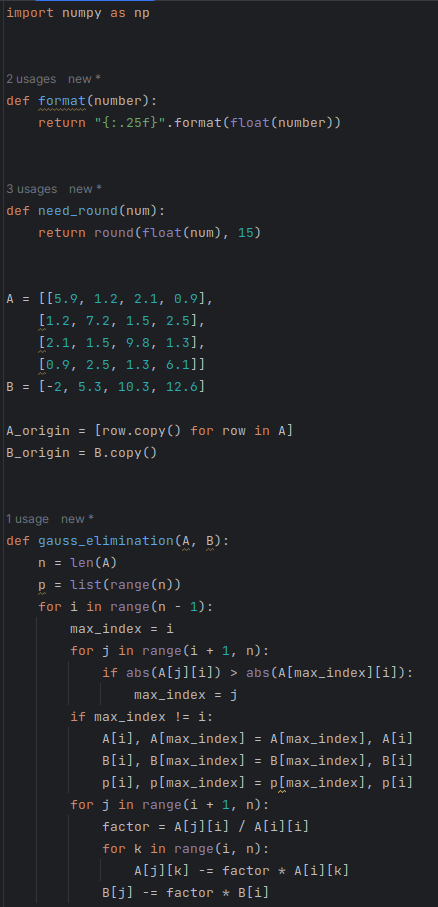 import numpy as np
2 usages   new *
def format(number):
    return "{:.25f}".format(float(number))
3 usages   new *
def need_round(num):
    return round(float(num), 15)
A = [[5.9, 1.2, 2.1, 0.9],
    [1.2, 7.2, 1.5, 2.5],
    [2.1, 1.5, 9.8, 1.3],
    [0.9, 2.5, 1.3, 6.1]]
B = [-2, 5.3, 10.3, 12.6]
A_origin = [row.copy() for row in A]
B_origin = B.copy()
1 usage   new *
def gauss_elimination(A, B):
    n = len(A)
    p = list(range(n))
    for i in range(n - 1):
        max_index = i
        for j in range(i + 1, n):
            if abs(A[j][i]) > abs(A[max_index][i]):
                max_index = j
        if max_index != i:
            A[i], A[max_index] = A[max_index], A[i]
            B[i], B[max_index] = B[max_index], B[i]
            p[i], p[max_index] = p[max_index], p[i]
        for j in range(i + 1, n):
            factor = A[j][i] / A[i][i]
            for k in range(i, n):
                A[j][k] -= factor * A[i][k]
            B[j] -= factor * B[i]